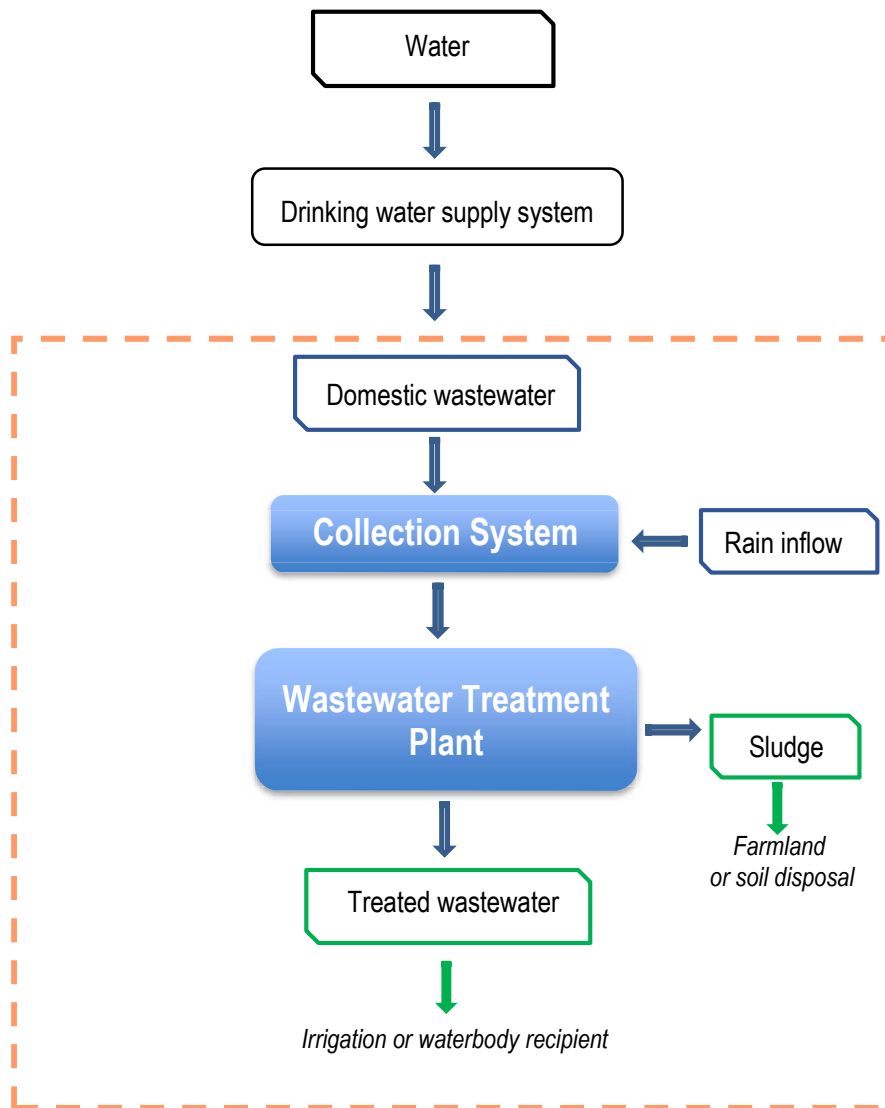 Water
Drinking water supply system
Domestic wastewater
Collection System
Rain inflow
Wastewater Treatment
Plant
Sludge
Farmland
or soil disposal
Treated wastewater
Irrigation or waterbody recipient